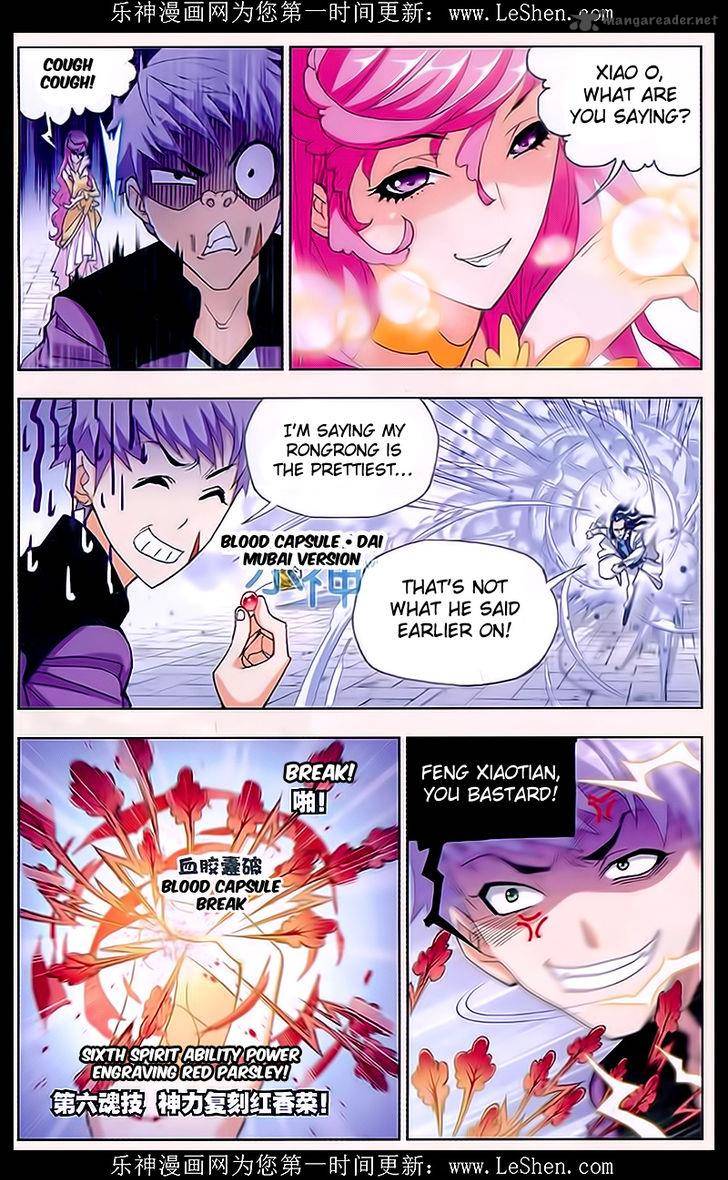 乐神漫画网为您第一时间更新：www.LeShen.com
Mangareader.net
COUGH
COUGH!
XIAO O,
WHAT ARE
YOU SAYING?
I'M SAYING MY
RONGRONG IS
THE PRETTIEST...
BLOOD CAPSULE • DAI
MUBAI VERSION
THAT'S NOT
WHAT HE SAID
EARLIER ON!
BREAK!
啪!
血胶囊破
BLOOD CAPSULE
BREAK
SIXTH SPIRIT ABILITY POWER
ENGRAVING RED PARSLEY!
第六魂技 神力复刻红香菜!
FENG XIAOTIAN,
YOU BASTARD!
乐神漫画网为您第一时间更新：www.LeShen.com